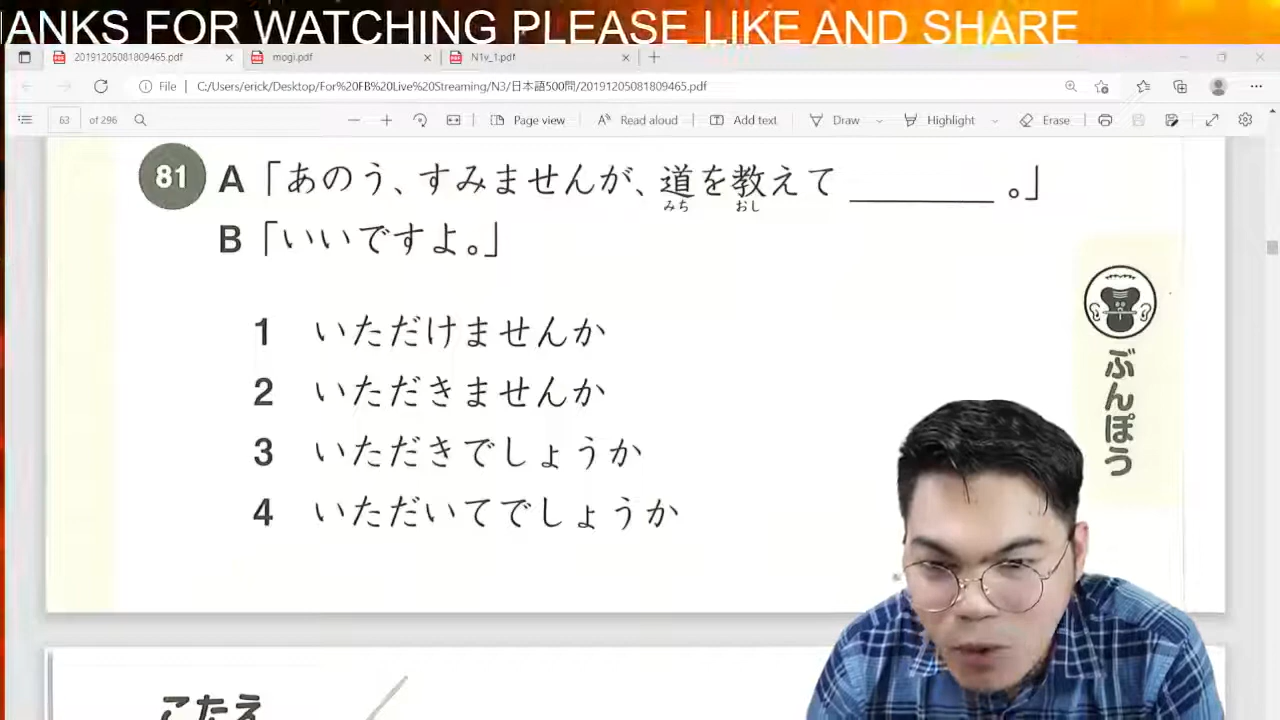 ANKS FOR WATCHING PLEASE LIKE AND SHARE
20191205081809465.pdf
mogi.pdf
N1v_1.pdf
File
C:/Users/erick/Desktop/For%20FB%20Live%20Streaming/N3/日本語500問/20191205081809465.pdf
63 of 296
Page view
Read aloud
Add text
Draw
Highlight
Erase
81 A「あのう、すみませんが、道を教えて ______ 。」
みち おし
B「いいですよ。」
1 いただけませんか
2 いただきませんか
3 いただきでしょうか
4 いただいてでしょうか
ぶんぽう
こたえ